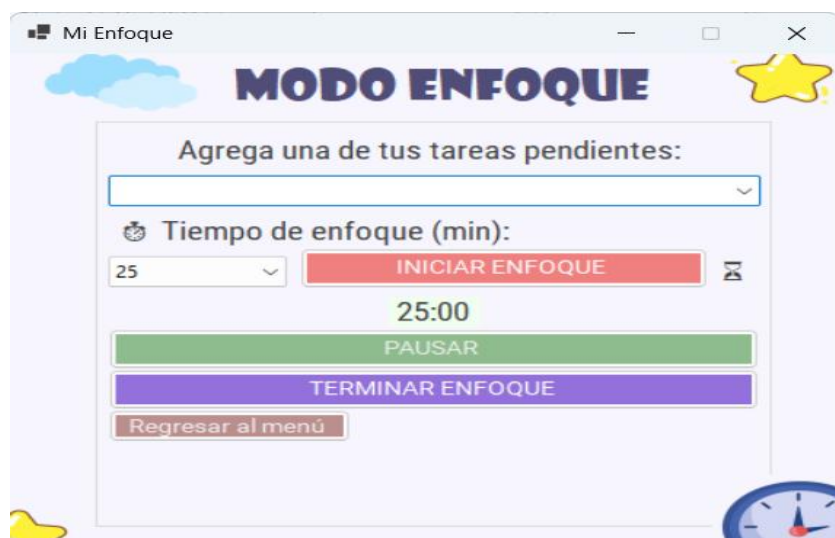 Mi Enfoque
MODO ENFOQUE
Agrega una de tus tareas pendientes:
Tiempo de enfoque (min):
25 INICIAR ENFOQUE
25:00
PAUSAR
TERMINAR ENFOQUE
Regresar al menú